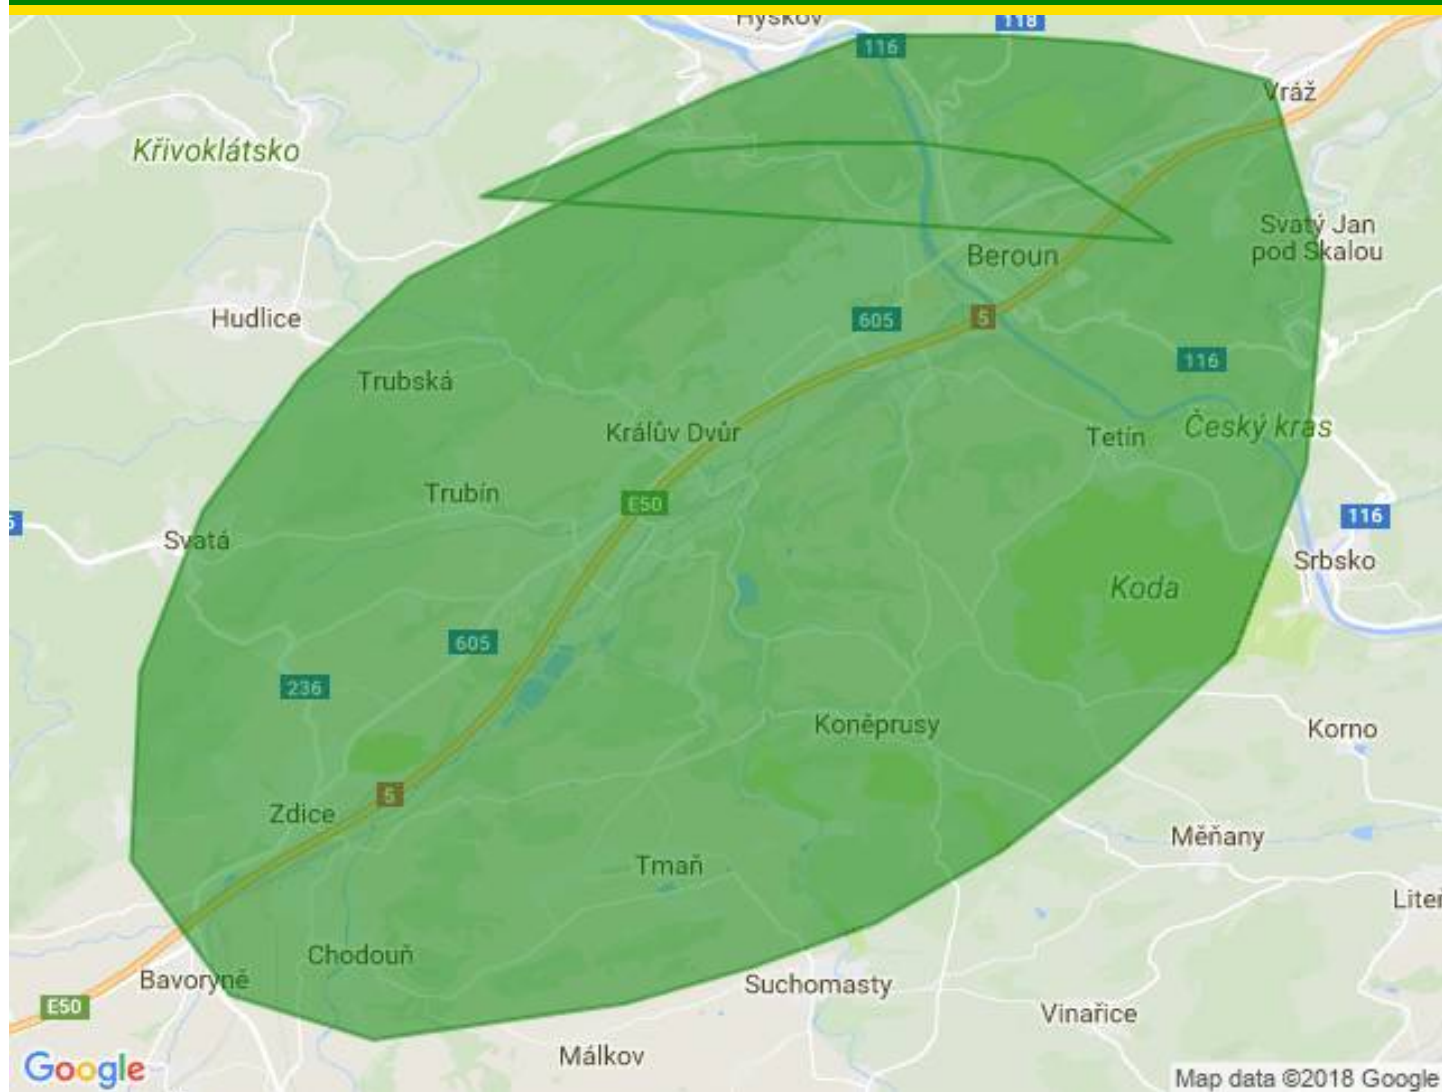 Hýskov
118
116
Vráž
Křivoklátsko
Svatý Jan
pod Skalou
Beroun
Hudlice
605
5
116
Trubská
Králův Dvůr
Tetín
Český kras
Trubín
E50
116
Svatá
Srbsko
Koda
605
236
Koněprusy
Korno
5
Zdice
Měňany
Tmaň
Chodouň
Bavoryně
Suchomasty
E50
Vinařice
Málkov
Google
Map data ©2018 Google